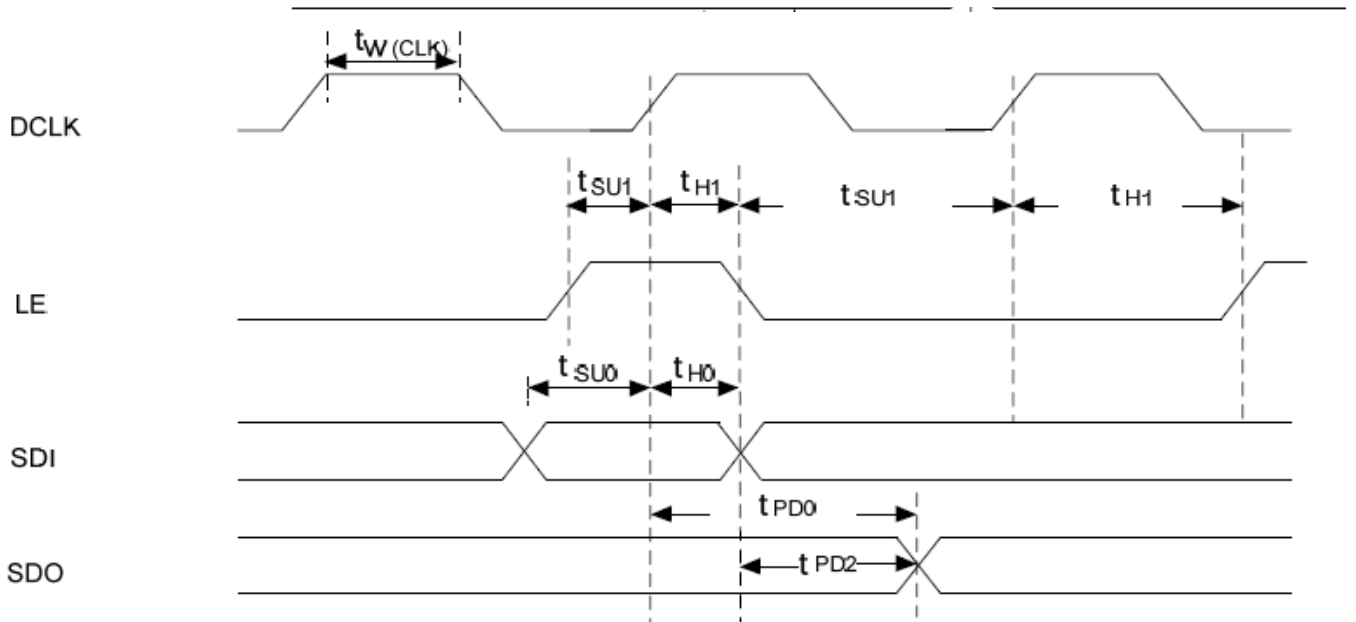 tW(CLK)
DCLK
tSU1 tH1 tSU1 tH1
LE
tSU0 tH0
SDI
tPD0
SDO
tPD2